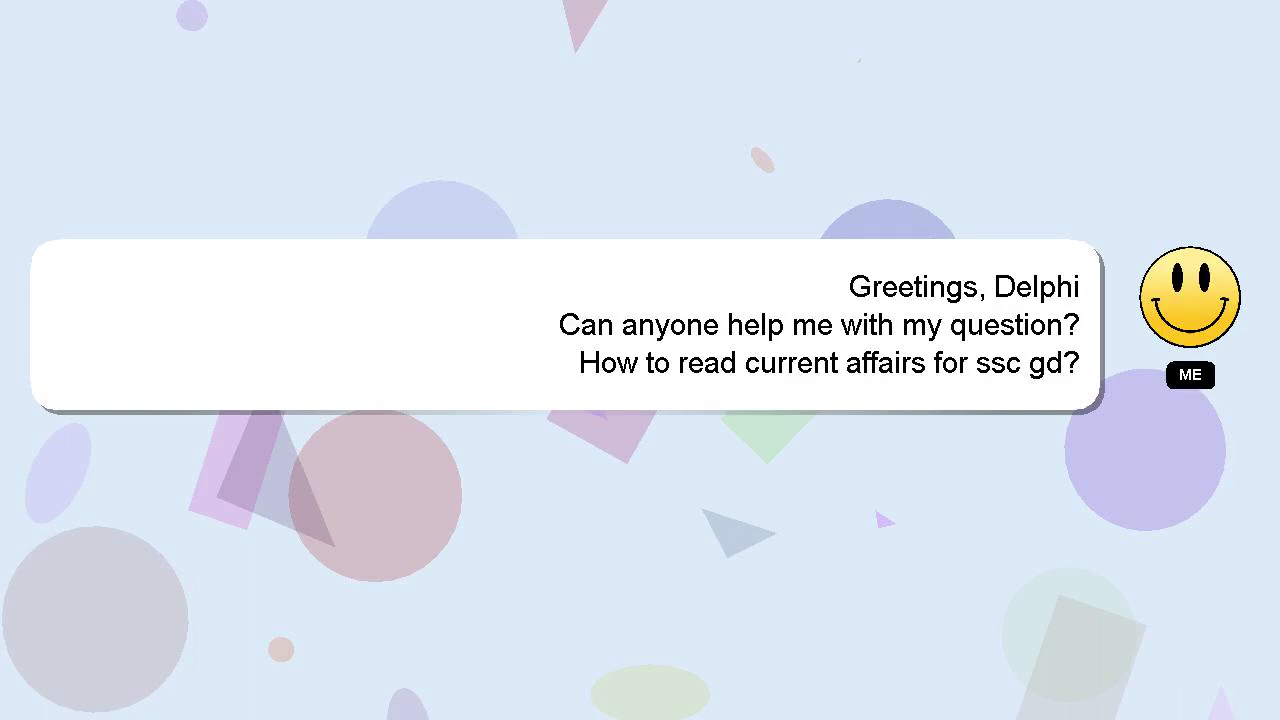 Greetings, Delphi
Can anyone help me with my question?
How to read current affairs for ssc gd?
ME